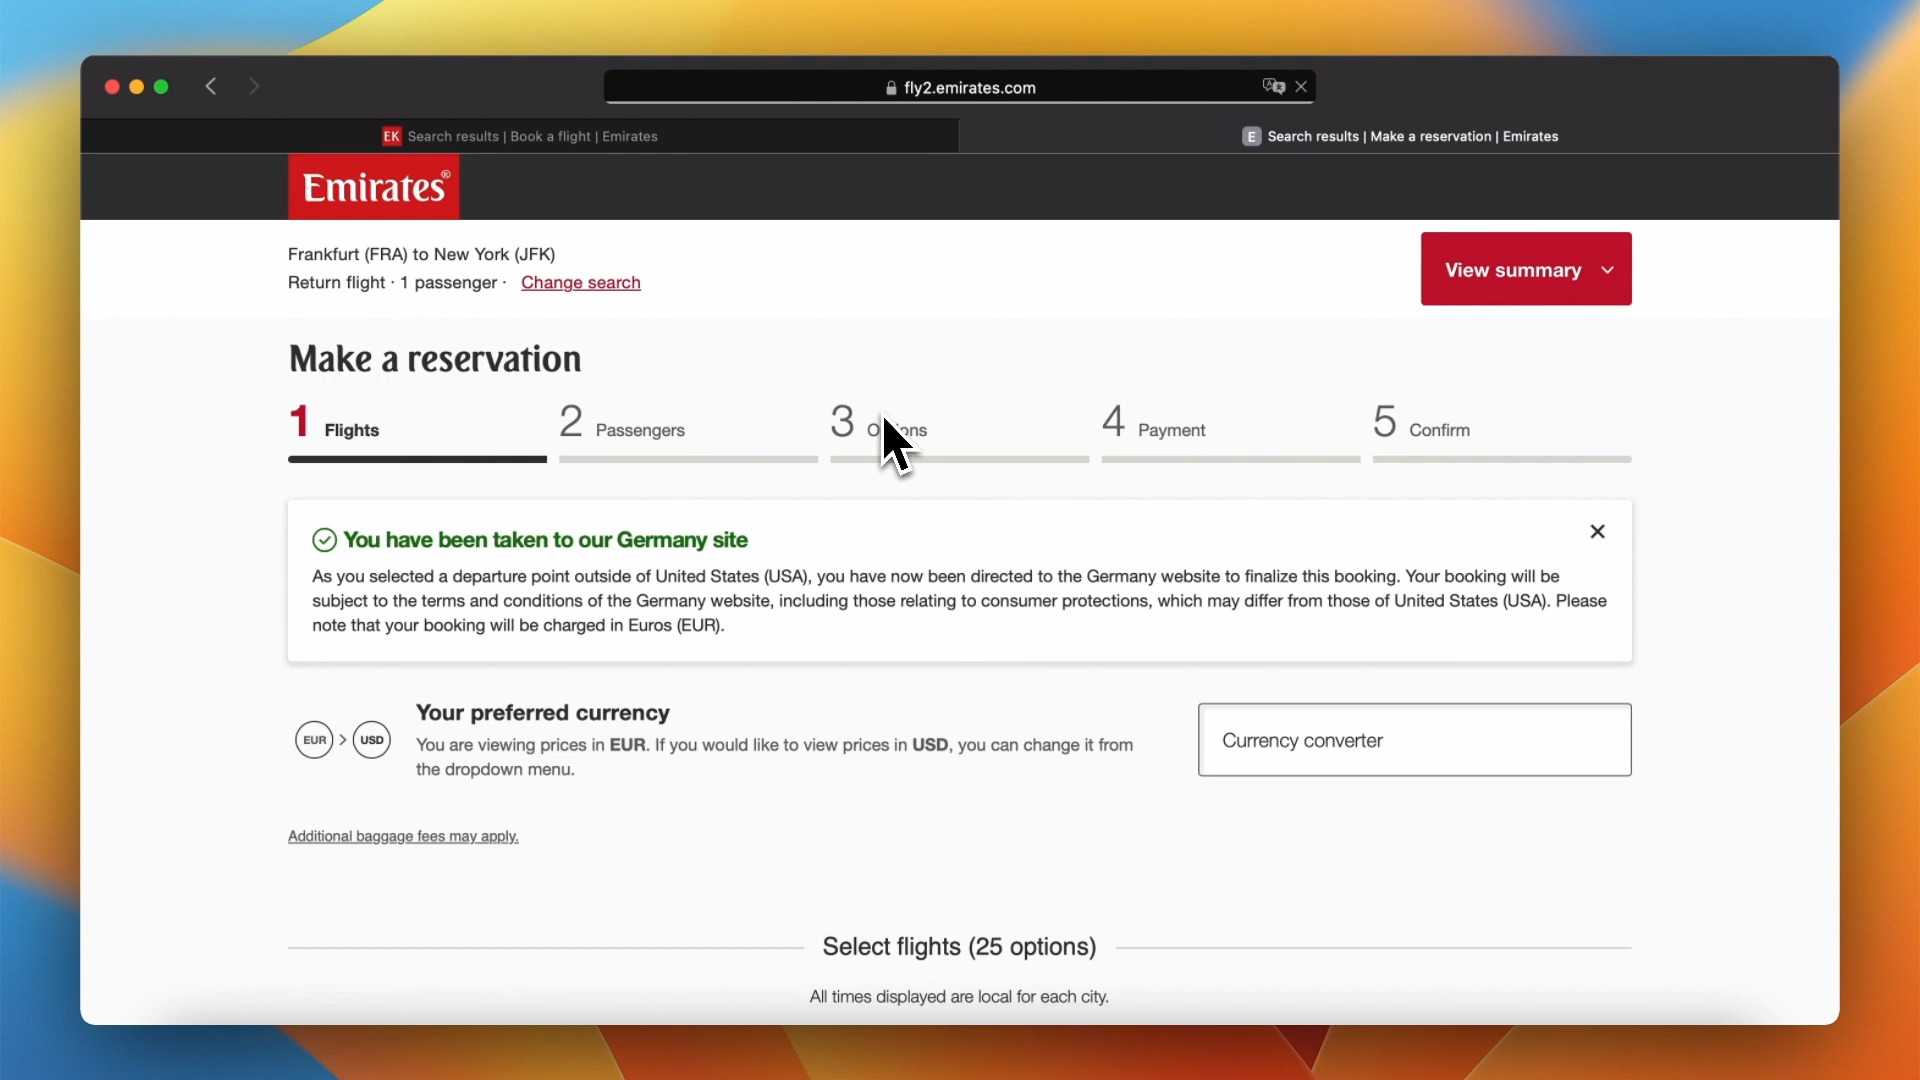 fly2.emirates.com
EK Search results | Book a flight | Emirates
E Search results | Make a reservation | Emirates
Emirates®
Frankfurt (FRA) to New York (JFK)
Return flight · 1 passenger · Change search
View summary
Make a reservation
1 Flights
2 Passengers
3
4 Payment
5 Confirm
You have been taken to our Germany site
As you selected a departure point outside of United States (USA), you have now been directed to the Germany website to finalize this booking. Your booking will be
subject to the terms and conditions of the Germany website, including those relating to consumer protections, which may differ from those of United States (USA). Please
note that your booking will be charged in Euros (EUR).
EUR > USD
Your preferred currency
You are viewing prices in EUR. If you would like to view prices in USD, you can change it from
the dropdown menu.
Currency converter
Additional baggage fees may apply.
Select flights (25 options)
All times displayed are local for each city.